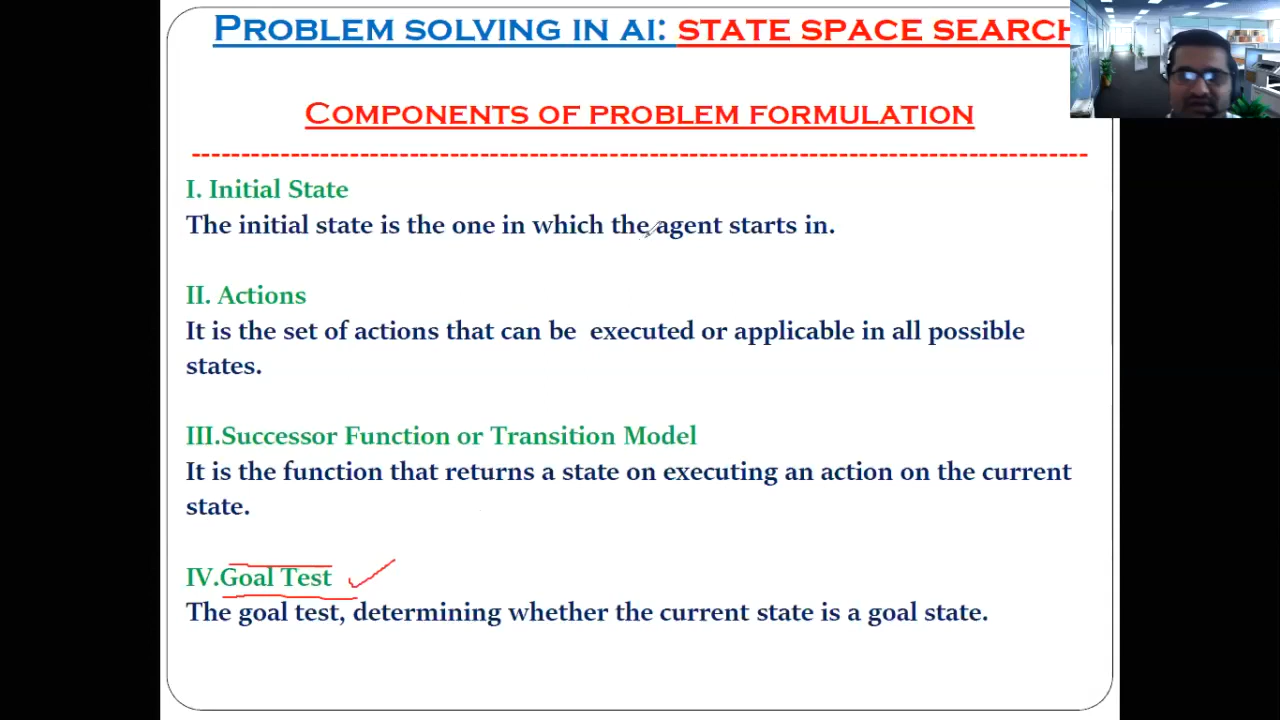 PROBLEM SOLVING IN AI: STATE SPACE SEARCH
COMPONENTS OF PROBLEM FORMULATION
--------------------------------------------------------------------------------------------
I. Initial State
The initial state is the one in which the agent starts in.
II. Actions
It is the set of actions that can be  executed or applicable in all possible
states.
III.Successor Function or Transition Model
It is the function that returns a state on executing an action on the current
state.
IV.Goal Test
The goal test, determining whether the current state is a goal state.